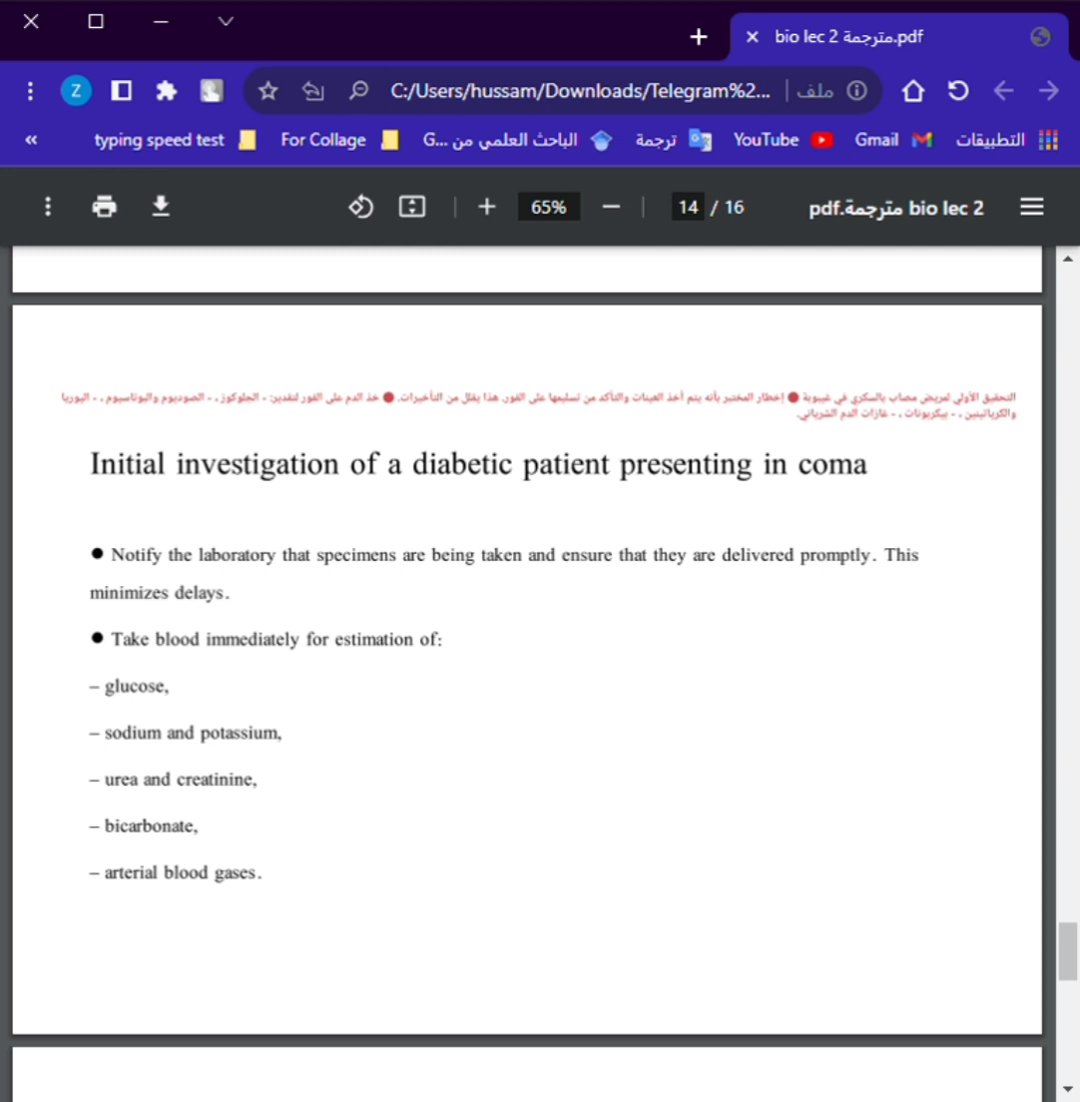 bio lec 2 مترجمة.pdf
Z
C:/Users/hussam/Downloads/Telegram%2... | ملف
typing speed test
For Collage
G... الباحث العلمي من
ترجمة
YouTube
Gmail
التطبيقات
65%
14 / 16
bio lec 2 مترجمة.pdf
التحقيق الأولي لمريض مصاب بالسكري في غيبوبة ● إخطار المختبر بأنه يتم أخذ العينات والتأكد من تسليمها على الفور. هذا يقلل من التأخيرات. ● خذ الدم على الفور لتقدير: - الجلوكوز ، - الصوديوم والبوتاسيوم ، - اليوريا
والكرياتينين ، - بيكربونات ، - غازات الدم الشرياني.
Initial investigation of a diabetic patient presenting in coma
● Notify the laboratory that specimens are being taken and ensure that they are delivered promptly. This
minimizes delays.
● Take blood immediately for estimation of:
– glucose,
– sodium and potassium,
– urea and creatinine,
– bicarbonate,
– arterial blood gases.